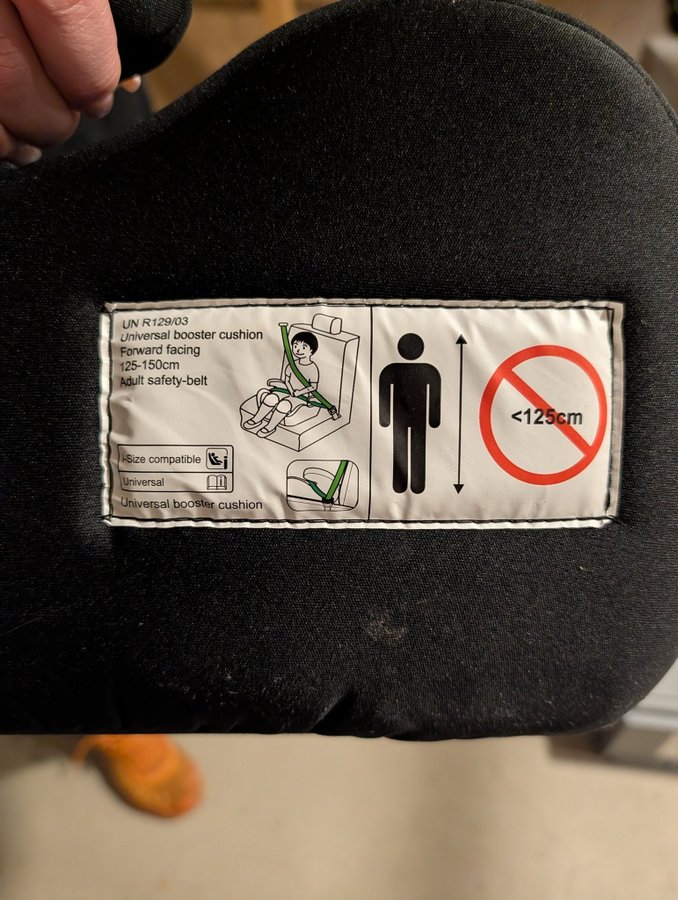 UN R129/03
Universal booster cushion
Forward facing
125-150cm
Adult safety-belt
i-Size compatible
Universal
Universal booster cushion
<125cm